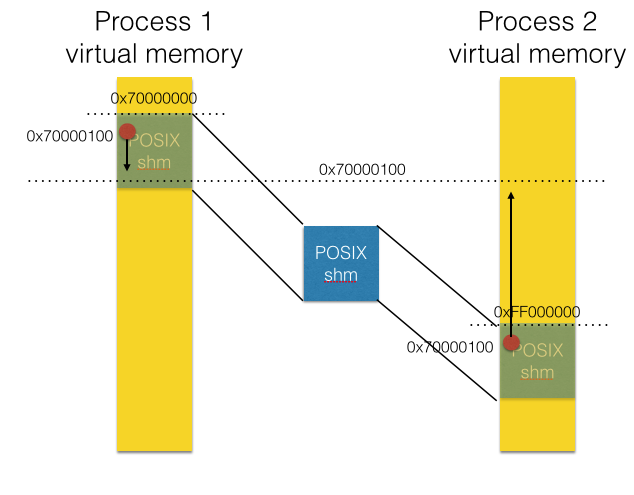 Process 1
virtual memory
Process 2
virtual memory
0x70000000
0x70000100
POSIX
shm
0x70000100
POSIX
shm
0xFF000000
0x70000100
POSIX
shm